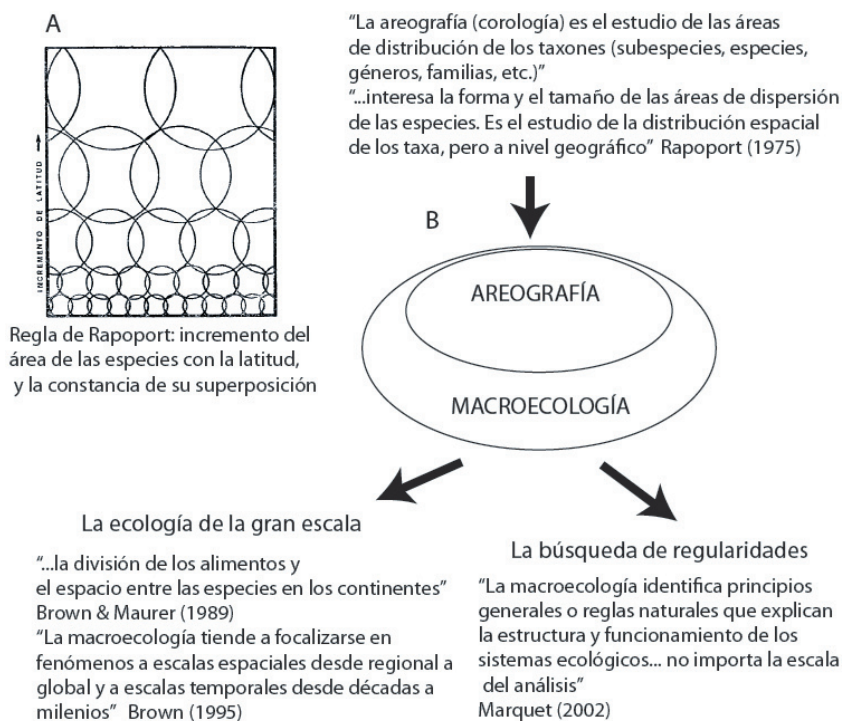 A
INCREMENTO DE LATITUD
Regla de Rapoport: incremento del
área de las especies con la latitud,
y la constancia de su superposición
“La areografía (corología) es el estudio de las áreas
de distribución de los taxones (subespecies, especies,
géneros, familias, etc.)”
“...interesa la forma y el tamaño de las áreas de dispersión
de las especies. Es el estudio de la distribución espacial
de los taxa, pero a nivel geográfico” Rapoport (1975)
B
AREOGRAFÍA
MACROECOLOGÍA
La ecología de la gran escala
“...la división de los alimentos y
el espacio entre las especies en los continentes”
Brown & Maurer (1989)
“La macroecología tiende a focalizarse en
fenómenos a escalas espaciales desde regional a
global y a escalas temporales desde décadas a
milenios” Brown (1995)
La búsqueda de regularidades
“La macroecología identifica principios
generales o reglas naturales que explican
la estructura y funcionamiento de los
sistemas ecológicos... no importa la escala
del análisis”
Marquet (2002)